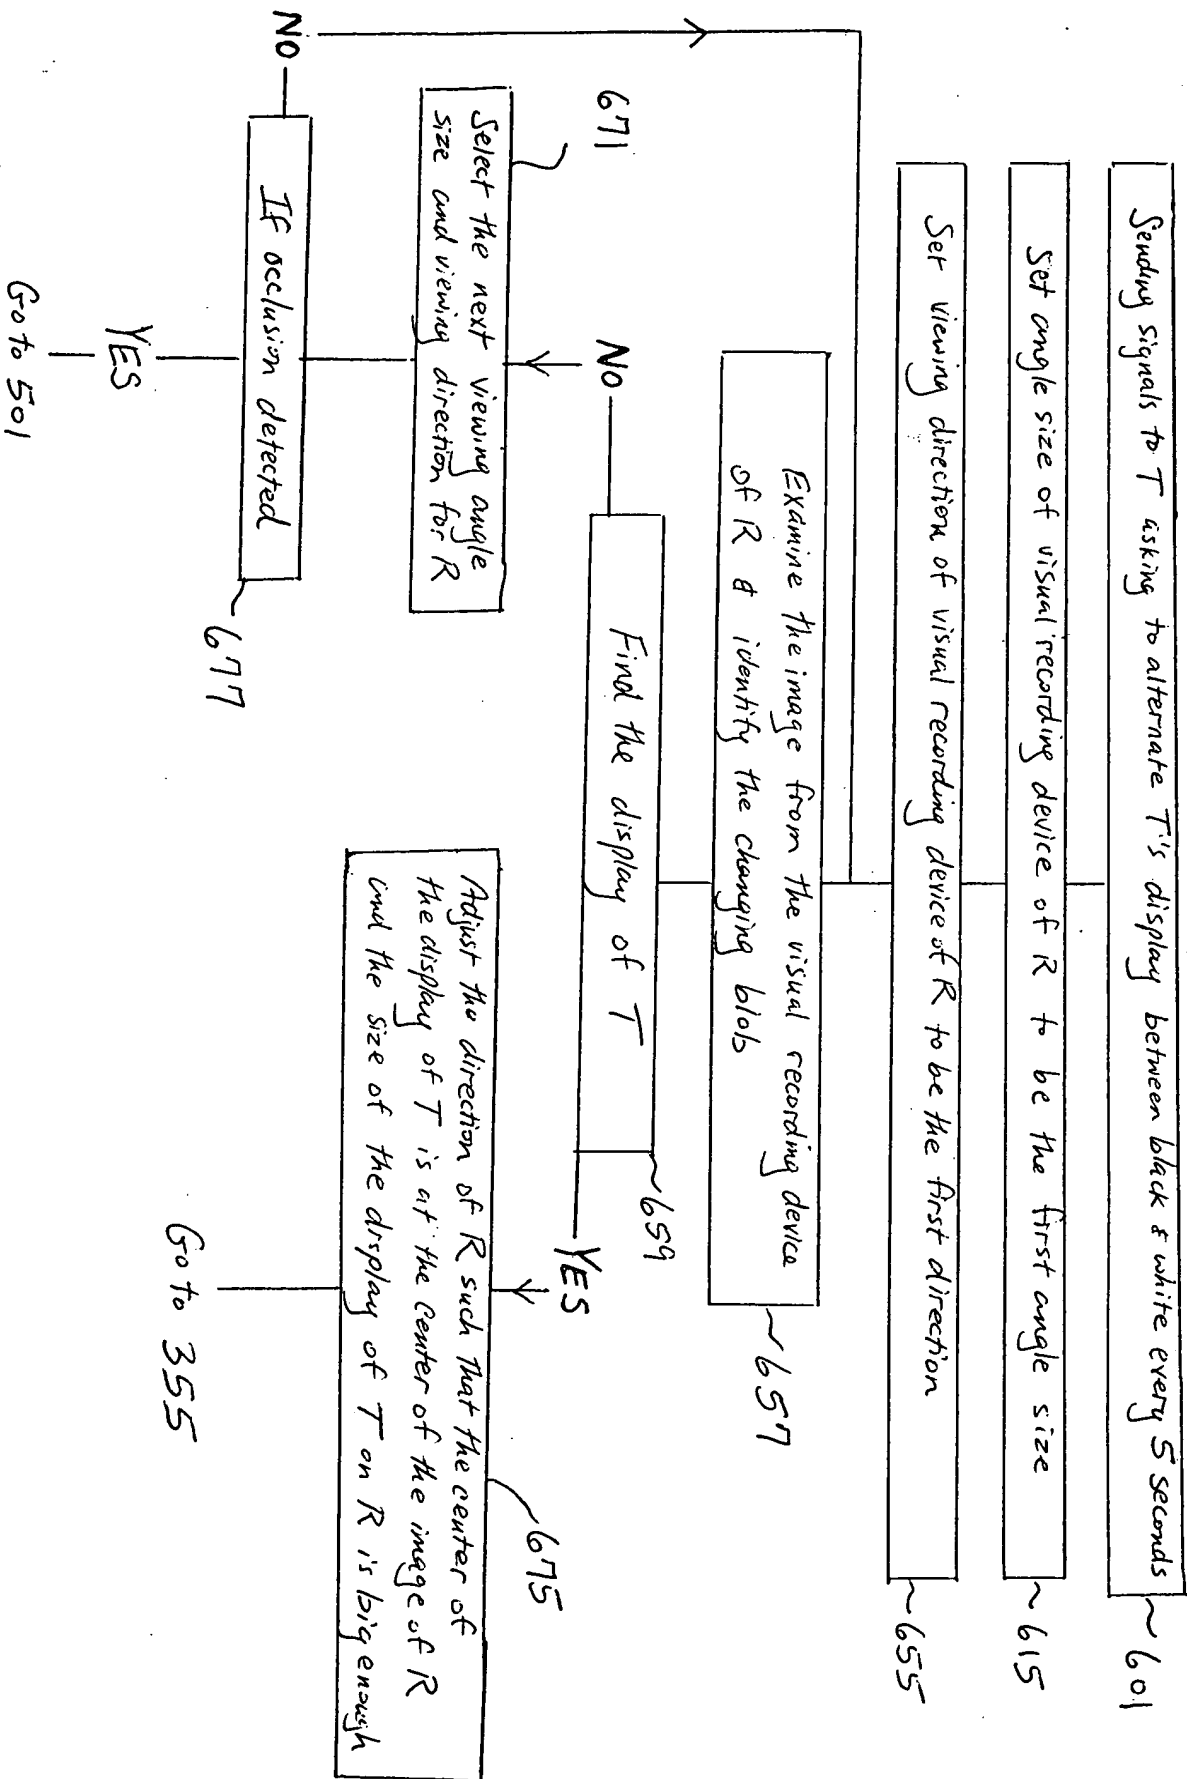 Sending signals to T asking to alternate T's display between black & white every 5 seconds
601
Set angle size of visual recording device of R to be the first angle size
615
Set viewing direction of visual recording device of R to be the first direction
655
Examine the image from the visual recording device
of R & identify the changing blob
657
Find the display of T
659
NO
YES
671
Select the next viewing angle
size and viewing direction for R
Adjust the direction of R such that the center of
the display of T is at the center of the image of R
and the size of the display of T on R is big enough
675
NO
If occlusion detected
677
YES
Go to 501
Go to 355